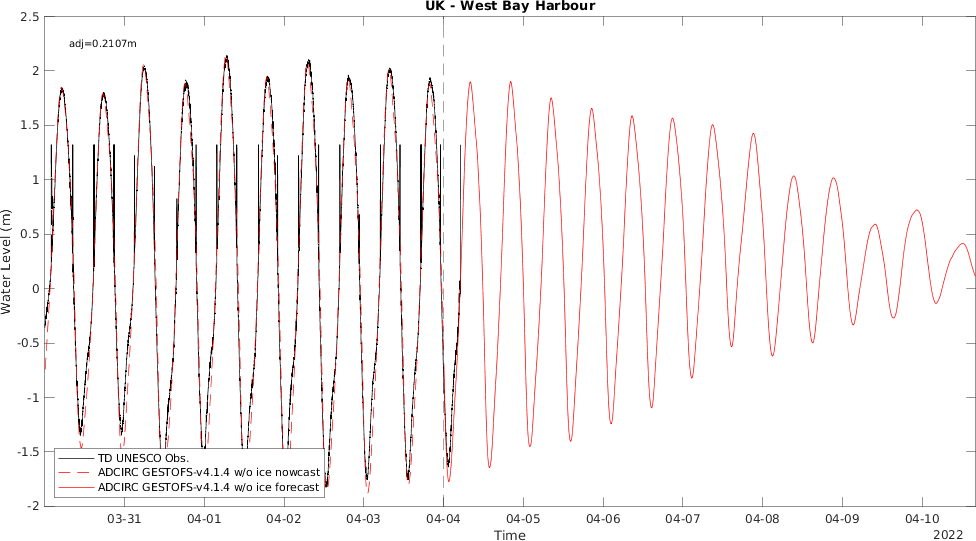 UK - West Bay Harbour
adj=0.2107m
2.5
2
1.5
1
0.5
0
-0.5
-1
-1.5
-2
Water Level (m)
TD UNESCO Obs.
ADCIRC GESTOFS-v4.1.4 w/o ice nowcast
ADCIRC GESTOFS-v4.1.4 w/o ice forecast
03-31 04-01 04-02 04-03 04-04 04-05 04-06 04-07 04-08 04-09 04-10
Time
2022